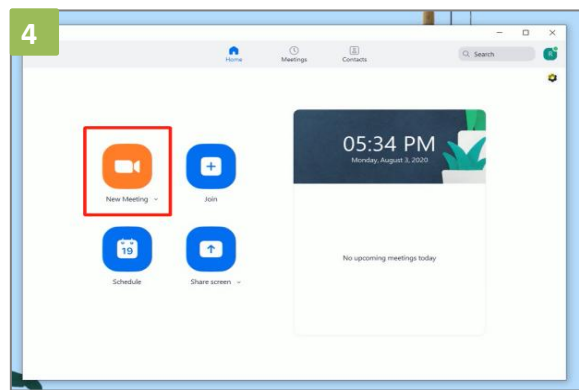 4
Home Meetings Contacts Search
05:34 PM
Monday, August 3, 2020
New Meeting Join
19
Schedule Share screen
No upcoming meetings today